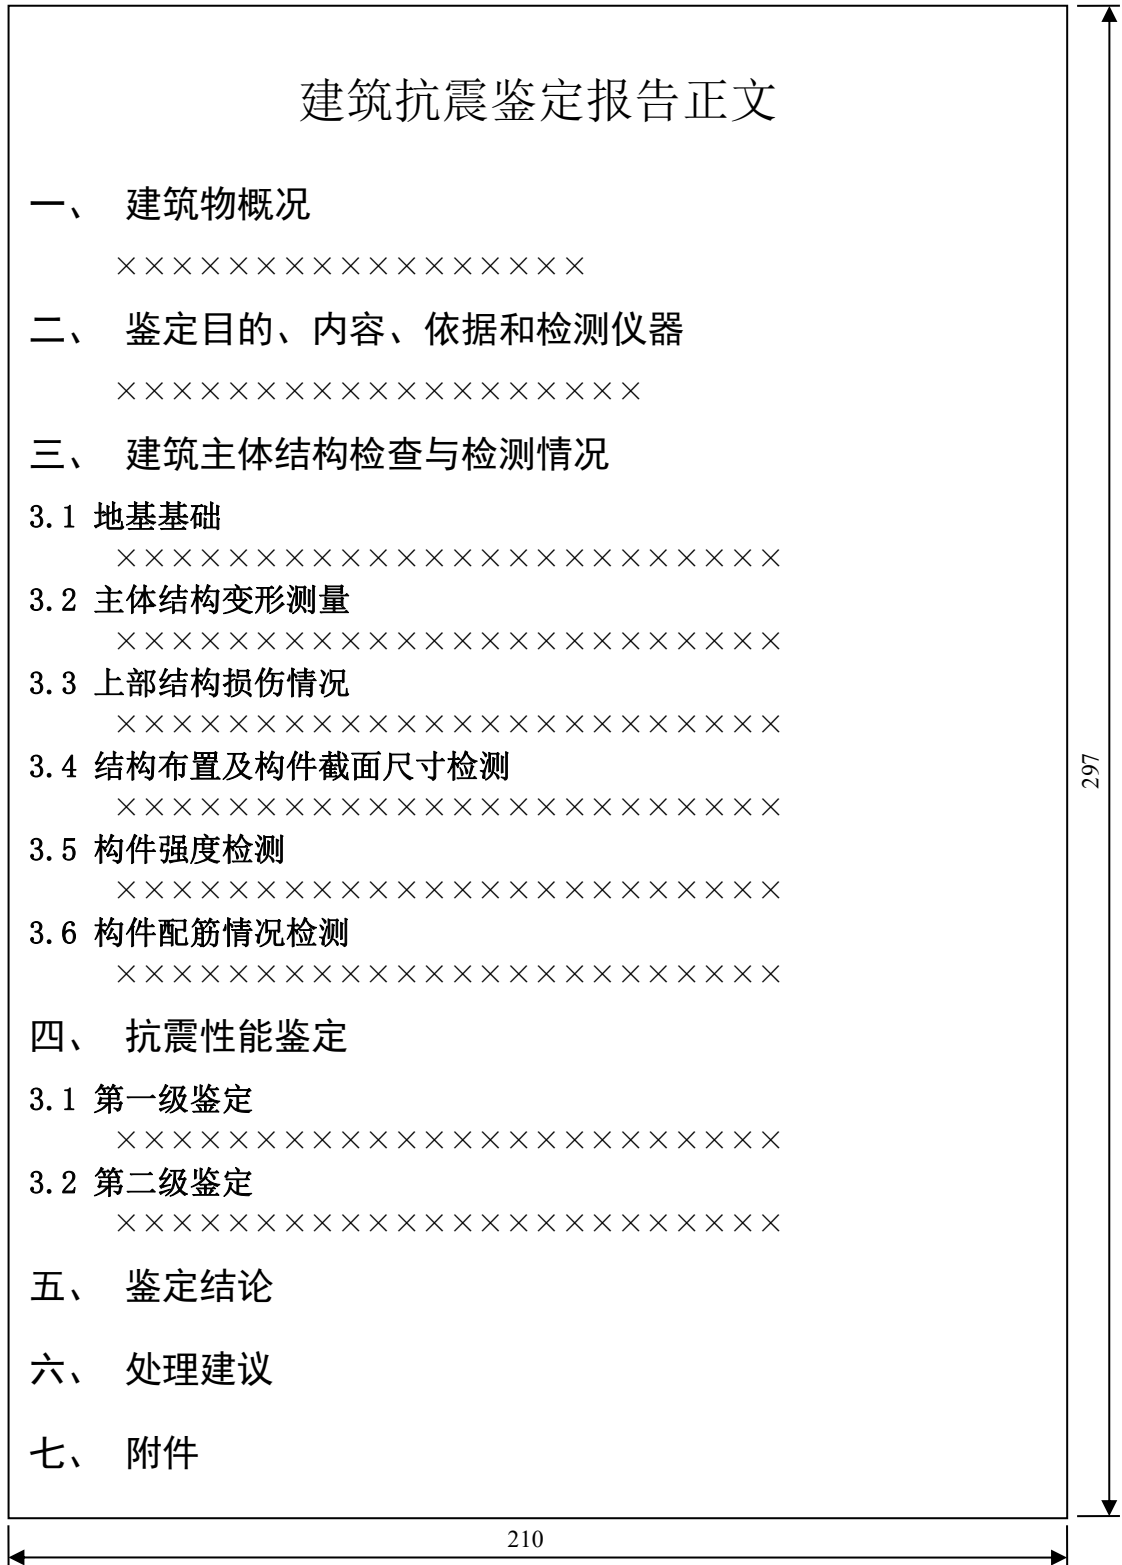 建筑抗震鉴定报告正文
一、 建筑物概况
×××××××××××××××××
二、 鉴定目的、内容、依据和检测仪器
×××××××××××××××××××
三、 建筑主体结构检查与检测情况
3.1 地基基础
××××××××××××××××××××××××
3.2 主体结构变形测量
××××××××××××××××××××××××
3.3 上部结构损伤情况
××××××××××××××××××××××××
3.4 结构布置及构件截面尺寸检测
××××××××××××××××××××××××
3.5 构件强度检测
××××××××××××××××××××××××
3.6 构件配筋情况检测
××××××××××××××××××××××××
四、 抗震性能鉴定
3.1 第一级鉴定
××××××××××××××××××××××××
3.2 第二级鉴定
××××××××××××××××××××××××
五、 鉴定结论
六、 处理建议
七、 附件
297
210